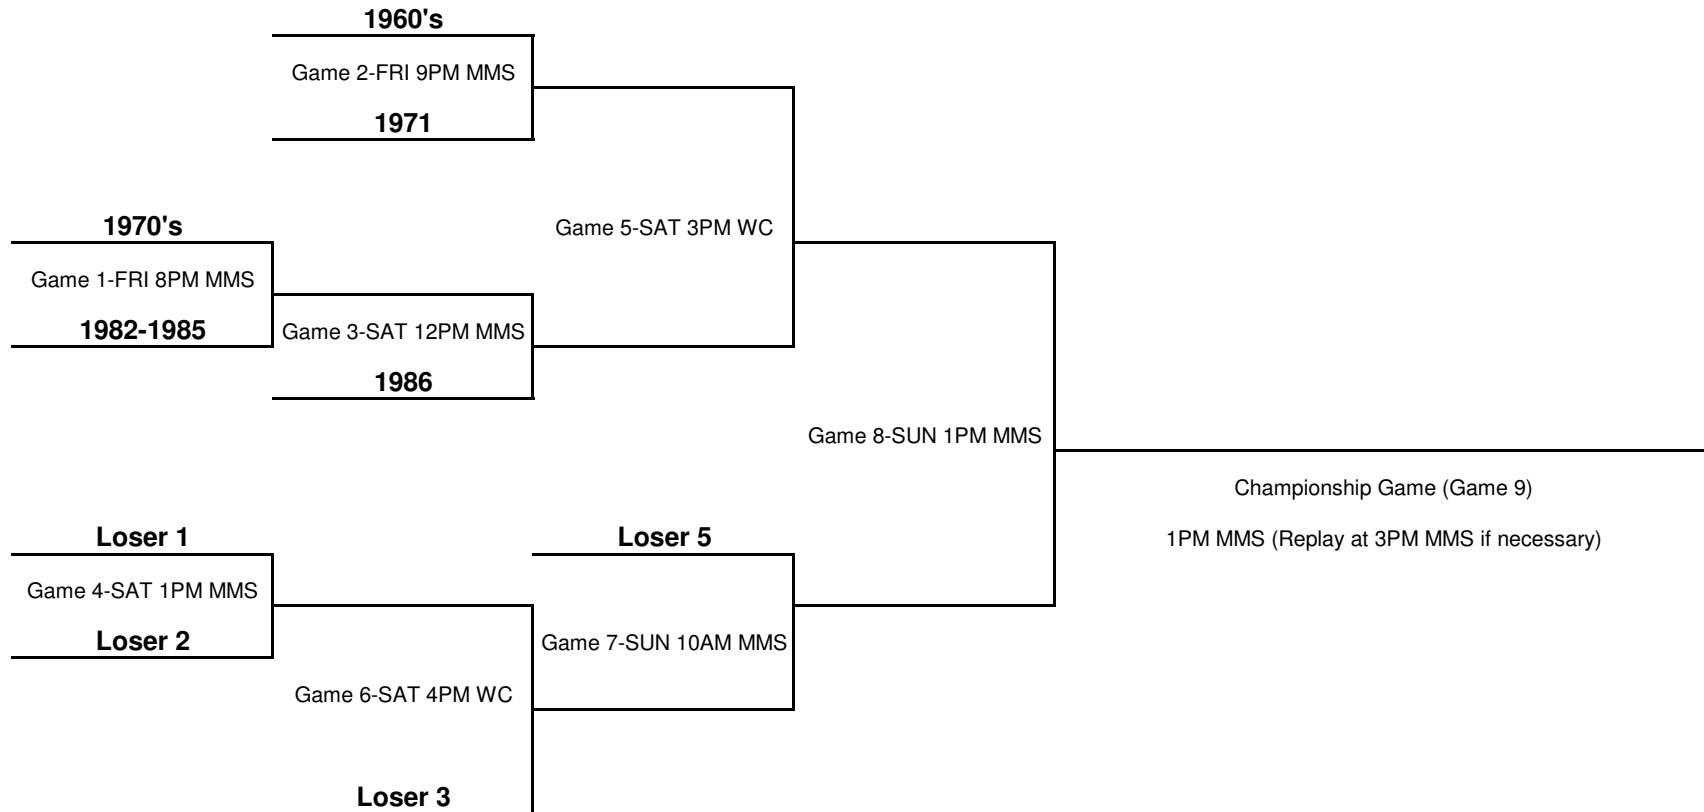 1960's
Game 2-FRI 9PM MMS
1971
1970's
Game 5-SAT 3PM WC
Game 1-FRI 8PM MMS
1982-1985
Game 3-SAT 12PM MMS
1986
Game 8-SUN 1PM MMS
Championship Game (Game 9)
1PM MMS (Replay at 3PM MMS if necessary)
Loser 1
Loser 5
Game 4-SAT 1PM MMS
Loser 2
Game 7-SUN 10AM MMS
Game 6-SAT 4PM WC
Loser 3